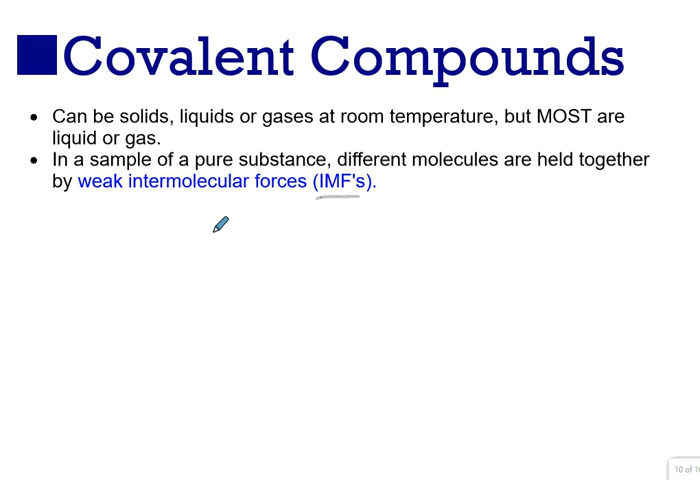 Covalent Compounds
• Can be solids, liquids or gases at room temperature, but MOST are
liquid or gas.
• In a sample of a pure substance, different molecules are held together
by weak intermolecular forces (IMF's).
10 of